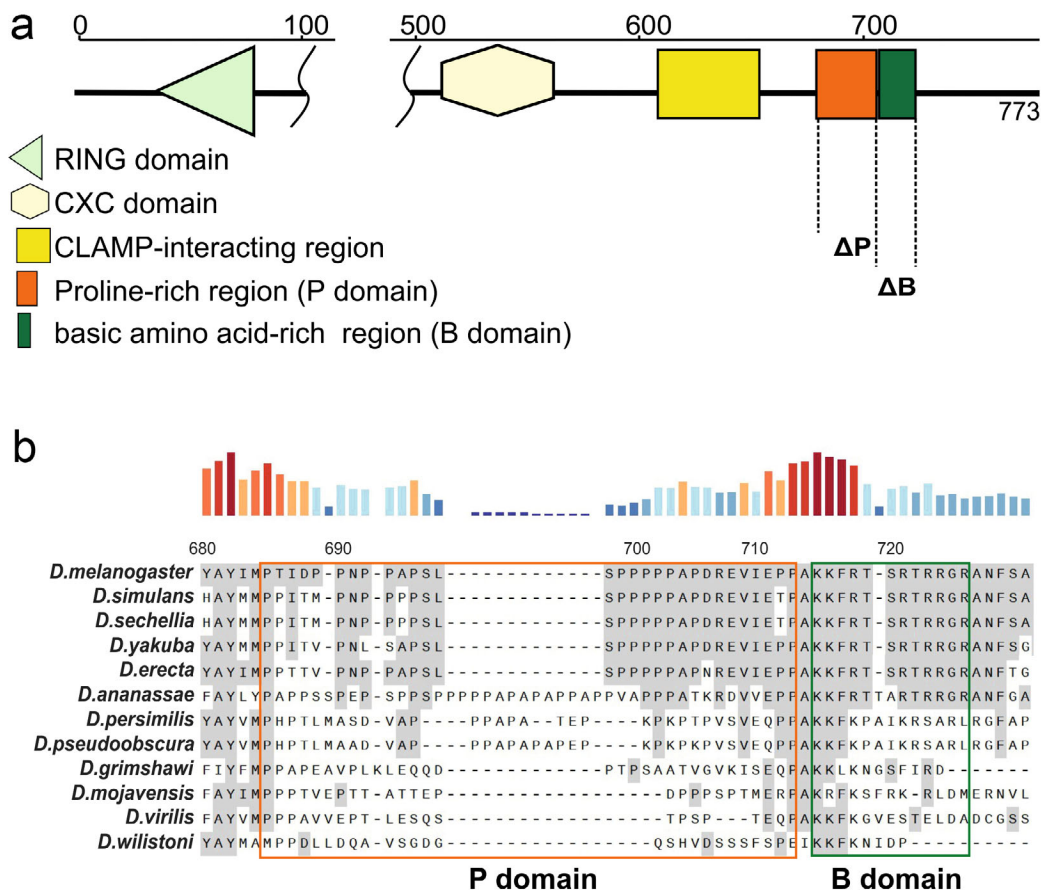 a
0 100 500 600 700
773
RING domain
CXC domain
CLAMP-interacting region
Proline-rich region (P domain)
basic amino acid-rich region (B domain)
ΔP
ΔB
b
680 690 700 710 720
D.melanogaster YAYIMPTIDP-PNP-PAPSL-------------SPPPPPAPDREVIEPPAKKFRT-SRTRRGRANFSA
D.simulans HAYMMPPITM-PNP-PPPSL-------------SPPPPPAPDREVIETPAKKFRT-SRTRRGRANFSA
D.sechellia HAYMMPPITM-PNP-PPPSL-------------SPPPPPAPDREVIETPAKKFRT-SRTRRGRANFSA
D.yakuba YAYMMPPITV-PNL-SAPSL-------------SPPPPPAPDREVIEPPAKKFRT-SRTRRGRANFSG
D.erecta YAYIMPPTTV-PNL-PAPSL-------------SPPPPPAPNREVIEPPAKKFRT-SRTRRGRANFTG
D.ananassae FAYLYPAPPSSPEP-SPPSPPPPPAPAPAPPAPPVAPPPATKRDVVEPPAKKFRTTARTRRGRANFGA
D.persimilis YAYVMPHPTLMASD-VAP----PPAPA-TEP----KPKPTPVSVEQPPAKKFKPAIKRSARLRGFAP
D.pseudoobscura YAYVMPHPTLMAAD-VAP----PPAPAPAPEP----KPKPKPVSVEQPPAKKFKPAIKRSARLRGFAP
D.grimshawi FIYFMPPAPEAVPLKLEQQD-------------PTPSAATVGVKISEQPAKKLKNGSFIRD-------
D.mojavensis FAYIMPPPTVEPTT-ATTEP------------------DPPPSPTMERPAKRFKSFRK-RLDMERNVL
D.virilis FAYVMPPPAVVEPT-LESQS------------------TPSP---TEQPAKKFKGVESTELDADCGSS
D.wilistoni YAYMAMPPDLLDQA-VSGDG-----------------QSHVDSSSFSPEIKKFKNIDP----------
P domain
B domain